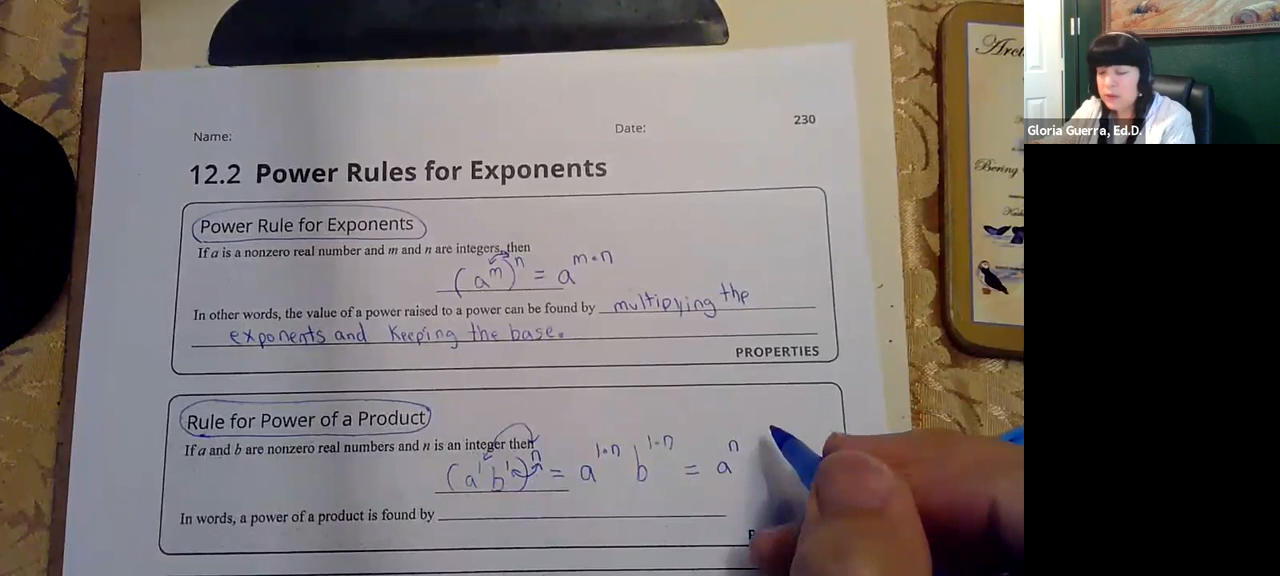 Name:
Date:
230
12.2 Power Rules for Exponents
Power Rule for Exponents
If a is a nonzero real number and m and n are integers, then
(a^m)^n = a^{m·n}
In other words, the value of a power raised to a power can be found by multipying the
exponents and keeping the base.
PROPERTIES
Rule for Power of a Product
If a and b are nonzero real numbers and n is an integer then
(a^1 b^1)^n = a^{1·n} b^{1·n} = a^n
In words, a power of a product is found by
P
Bering
Gloria Guerra, Ed.D.